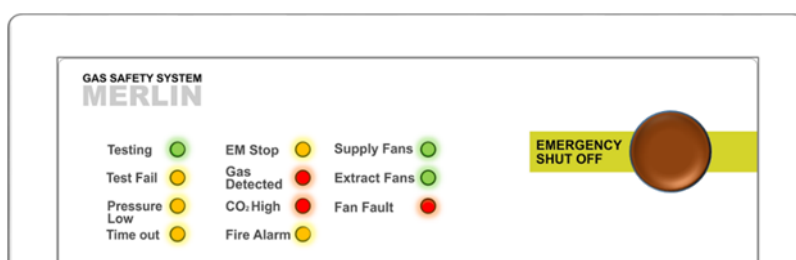 GAS SAFETY SYSTEM
MERLIN
Testing
Test Fail
Pressure
Low
Time out
EM Stop
Gas
Detected
CO₂ High
Fire Alarm
Supply Fans
Extract Fans
Fan Fault
EMERGENCY
SHUT OFF